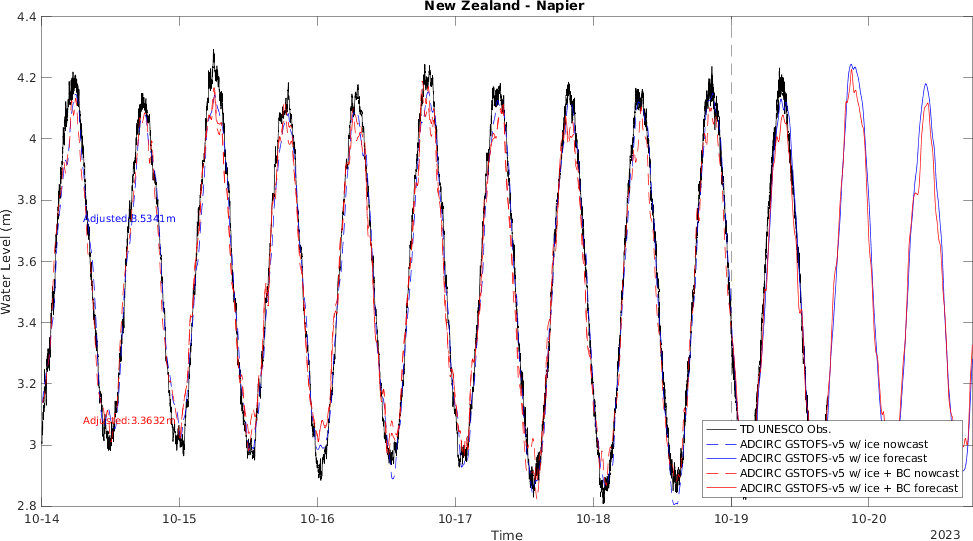 New Zealand - Napier
4.4
4.2
4
3.8
3.6
3.4
3.2
3
2.8
Water Level (m)
Adjusted:3.5341m
Adjusted:3.3632m
TD UNESCO Obs.
ADCIRC GSTOFS-v5 w/ ice nowcast
ADCIRC GSTOFS-v5 w/ ice forecast
ADCIRC GSTOFS-v5 w/ ice + BC nowcast
ADCIRC GSTOFS-v5 w/ ice + BC forecast
10-14 10-15 10-16 10-17 10-18 10-19 10-20
Time
2023